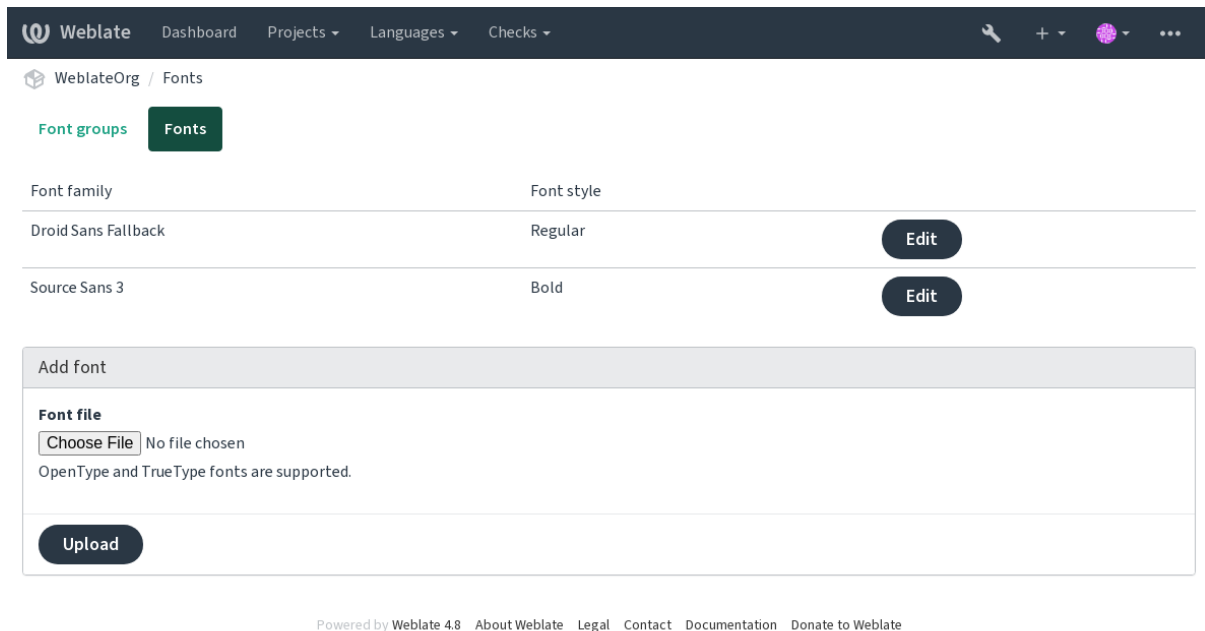 Weblate Dashboard Projects Languages Checks
WeblateOrg / Fonts
Font groups Fonts
Font family Font style
Droid Sans Fallback Regular Edit
Source Sans 3 Bold Edit
Add font
Font file
Choose File No file chosen
OpenType and TrueType fonts are supported.
Upload
Powered by Weblate 4.8 About Weblate Legal Contact Documentation Donate to Weblate